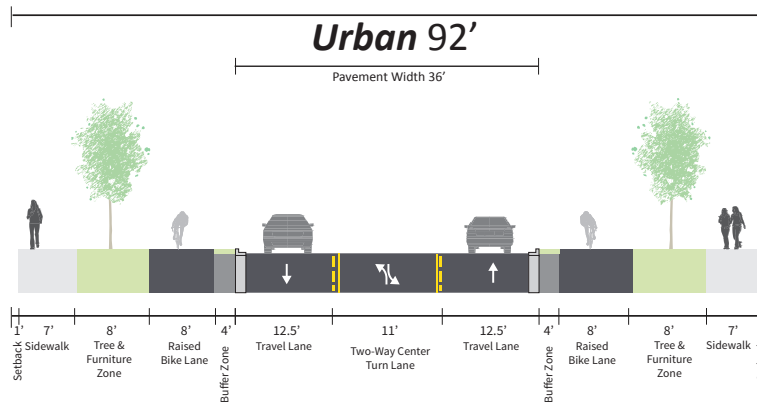 Urban 92’
Pavement Width 36’
1’ 7’ 8’ 8’ 4’ 12.5’ 11’ 12.5’ 4’ 8’ 8’ 7’
Setback
Sidewalk
Tree &
Furniture
Zone
Raised
Bike Lane
Buffer Zone
Travel Lane
Two-Way Center
Turn Lane
Travel Lane
Buffer Zone
Raised
Bike Lane
Tree &
Furniture
Zone
Sidewalk